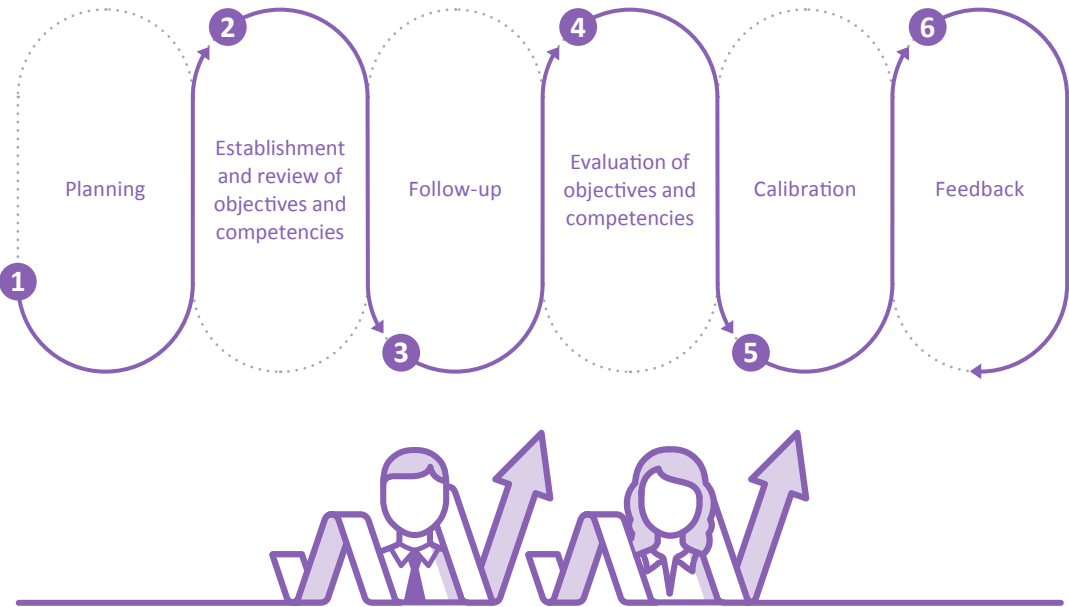 1
Planning
2
Establishment
and review of
objectives and
competencies
3
Follow-up
4
Evaluation of
objectives and
competencies
5
Calibration
6
Feedback